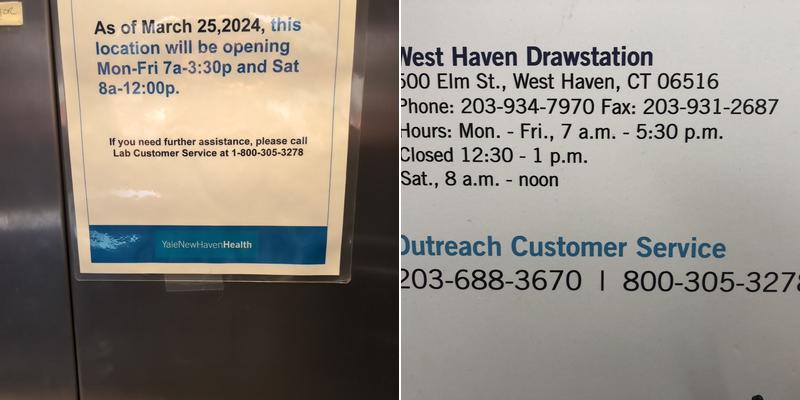 As of March 25,2024, this
location will be opening
Mon-Fri 7a-3:30p and Sat
8a-12:00p.
If you need further assistance, please call
Lab Customer Service at 1-800-305-3278
YaleNewHavenHealth
West Haven Drawstation
500 Elm St., West Haven, CT 06516
Phone: 203-934-7970 Fax: 203-931-2687
Hours: Mon. - Fri., 7 a.m. - 5:30 p.m.
Closed 12:30 - 1 p.m.
Sat., 8 a.m. - noon
Outreach Customer Service
203-688-3670 | 800-305-3278